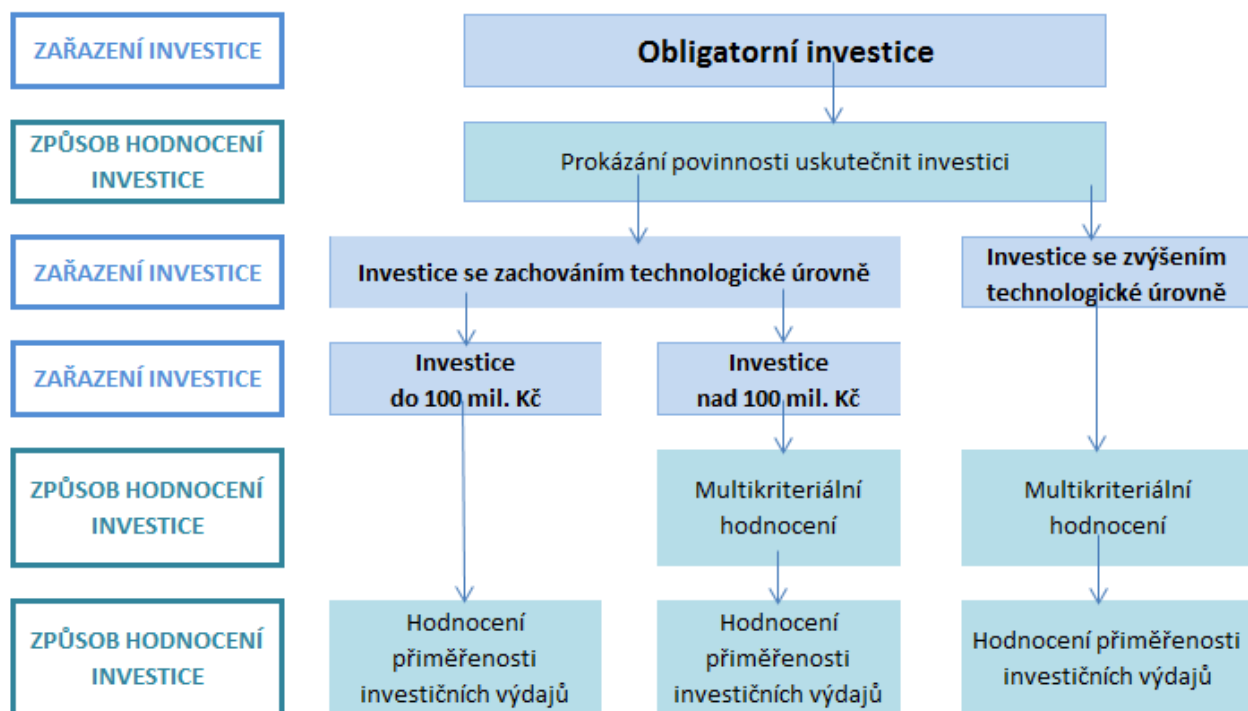 ZAŘAZENÍ INVESTICE
Obligatorní investice
ZPŮSOB HODNOCENÍ
INVESTICE
Prokázání povinnosti uskutečnit investici
ZAŘAZENÍ INVESTICE
Investice se zachováním technologické úrovně
Investice se zvýšením
technologické úrovně
ZAŘAZENÍ INVESTICE
Investice
do 100 mil. Kč
Investice
nad 100 mil. Kč
ZPŮSOB HODNOCENÍ
INVESTICE
Multikriteriální
hodnocení
Multikriteriální
hodnocení
ZPŮSOB HODNOCENÍ
INVESTICE
Hodnocení
přiměřenosti
investičních výdajů
Hodnocení
přiměřenosti
investičních výdajů
Hodnocení přiměřenosti
investičních výdajů